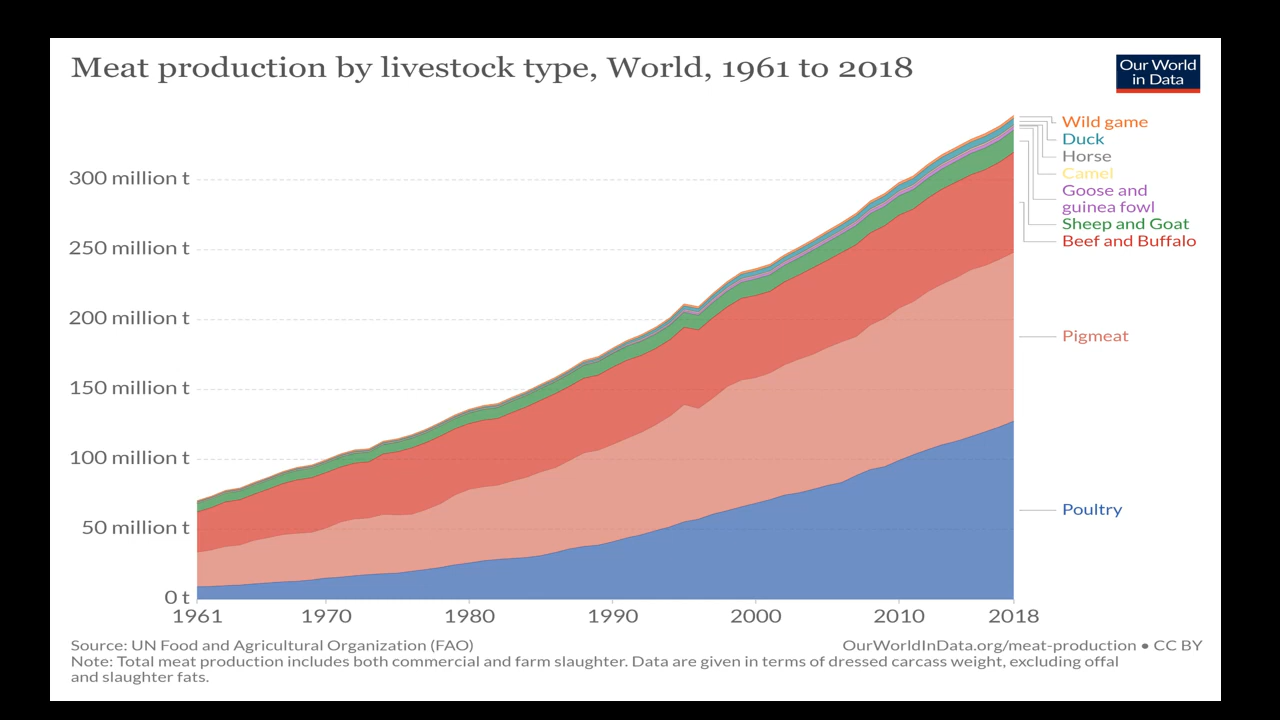 Meat production by livestock type, World, 1961 to 2018
Our World
in Data
Wild game
Duck
Horse
Camel
Goose and
guinea fowl
Sheep and Goat
Beef and Buffalo
Pigmeat
Poultry
300 million t
250 million t
200 million t
150 million t
100 million t
50 million t
0 t
1961 1970 1980 1990 2000 2010 2018
Source: UN Food and Agricultural Organization (FAO) OurWorldInData.org/meat-production • CC BY
Note: Total meat production includes both commercial and farm slaughter. Data are given in terms of dressed carcass weight, excluding offal
and slaughter fats.